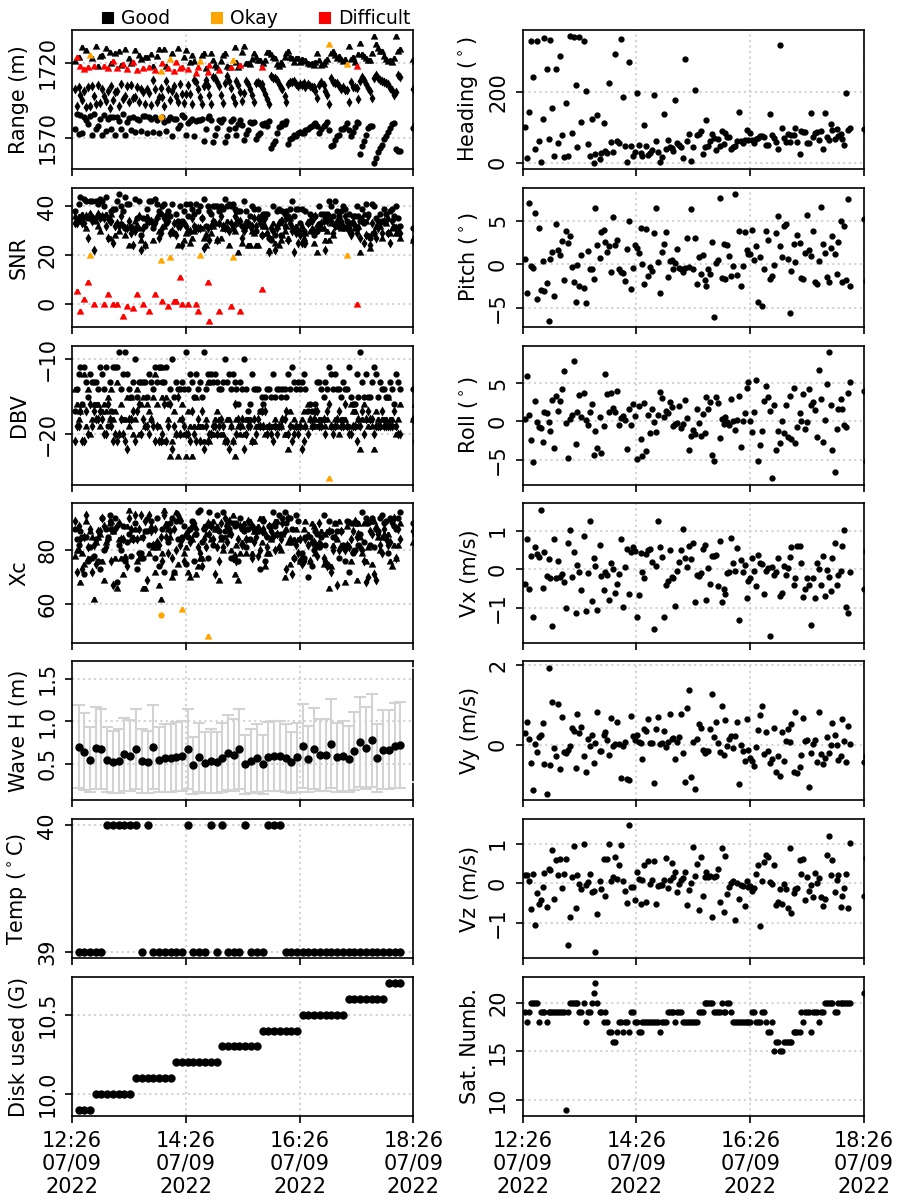 Good Okay Difficult
Range (m)
1720
1570
Heading (°)
200
0
SNR
40
20
0
Pitch (°)
5
0
−5
DBV
−10
−20
Roll (°)
5
0
−5
Xc
80
60
Vx (m/s)
1
0
−1
Wave H (m)
1.5
1.0
0.5
Vy (m/s)
2
0
Temp (°C)
40
39
Vz (m/s)
1
0
−1
Disk used (G)
10.5
10.0
Sat. Numb.
20
15
10
12:26 14:26 16:26 18:26
07/09 07/09 07/09 07/09
2022 2022 2022 2022
12:26 14:26 16:26 18:26
07/09 07/09 07/09 07/09
2022 2022 2022 2022